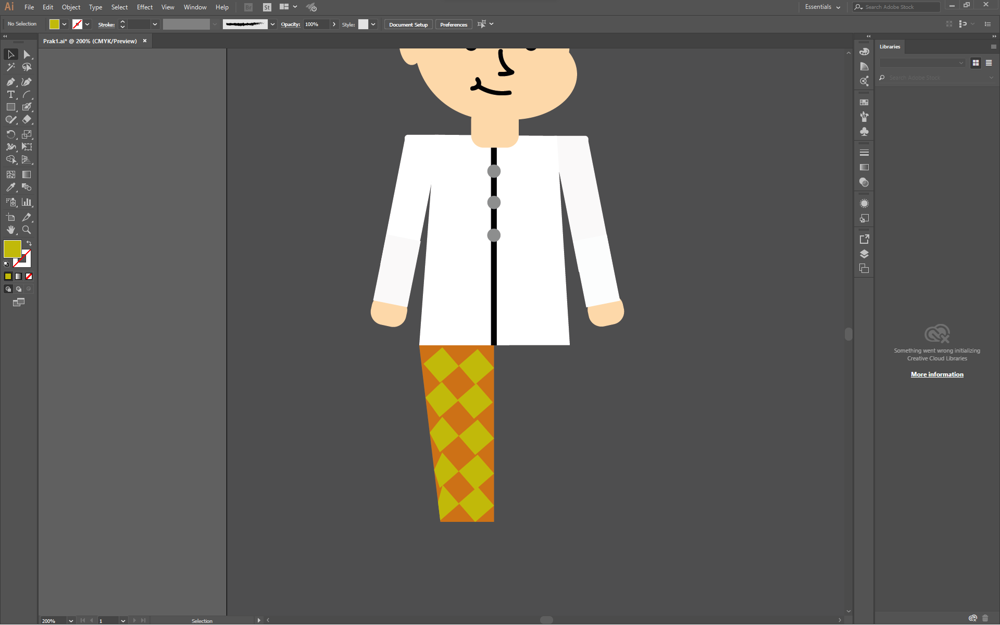 Ai File Edit Object Type Select Effect View Window Help Br St Essentials Search Adobe Stock
No Selection Stroke: Opacity: 100% Style: Document Setup Preferences
Prak1.ai* @ 200% (CMYK/Preview) ×
Libraries
Search Adobe Stock
Something went wrong initializing
Creative Cloud Libraries
More information
200% 1 Selection